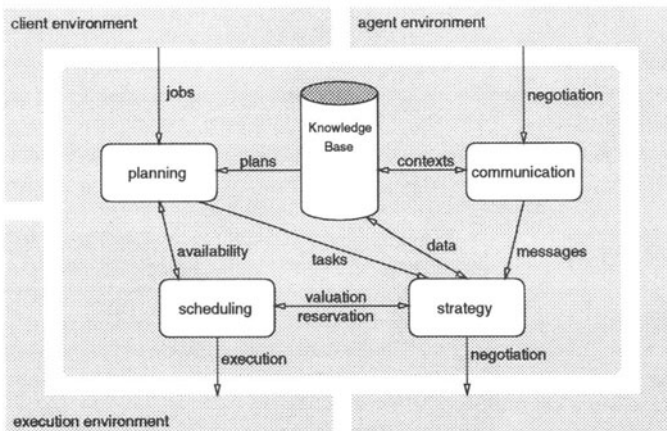 client environment
agent environment
jobs
negotiation
Knowledge
Base
planning
plans
contexts
communication
availability
tasks
data
messages
scheduling
valuation
reservation
strategy
execution
negotiation
execution environment